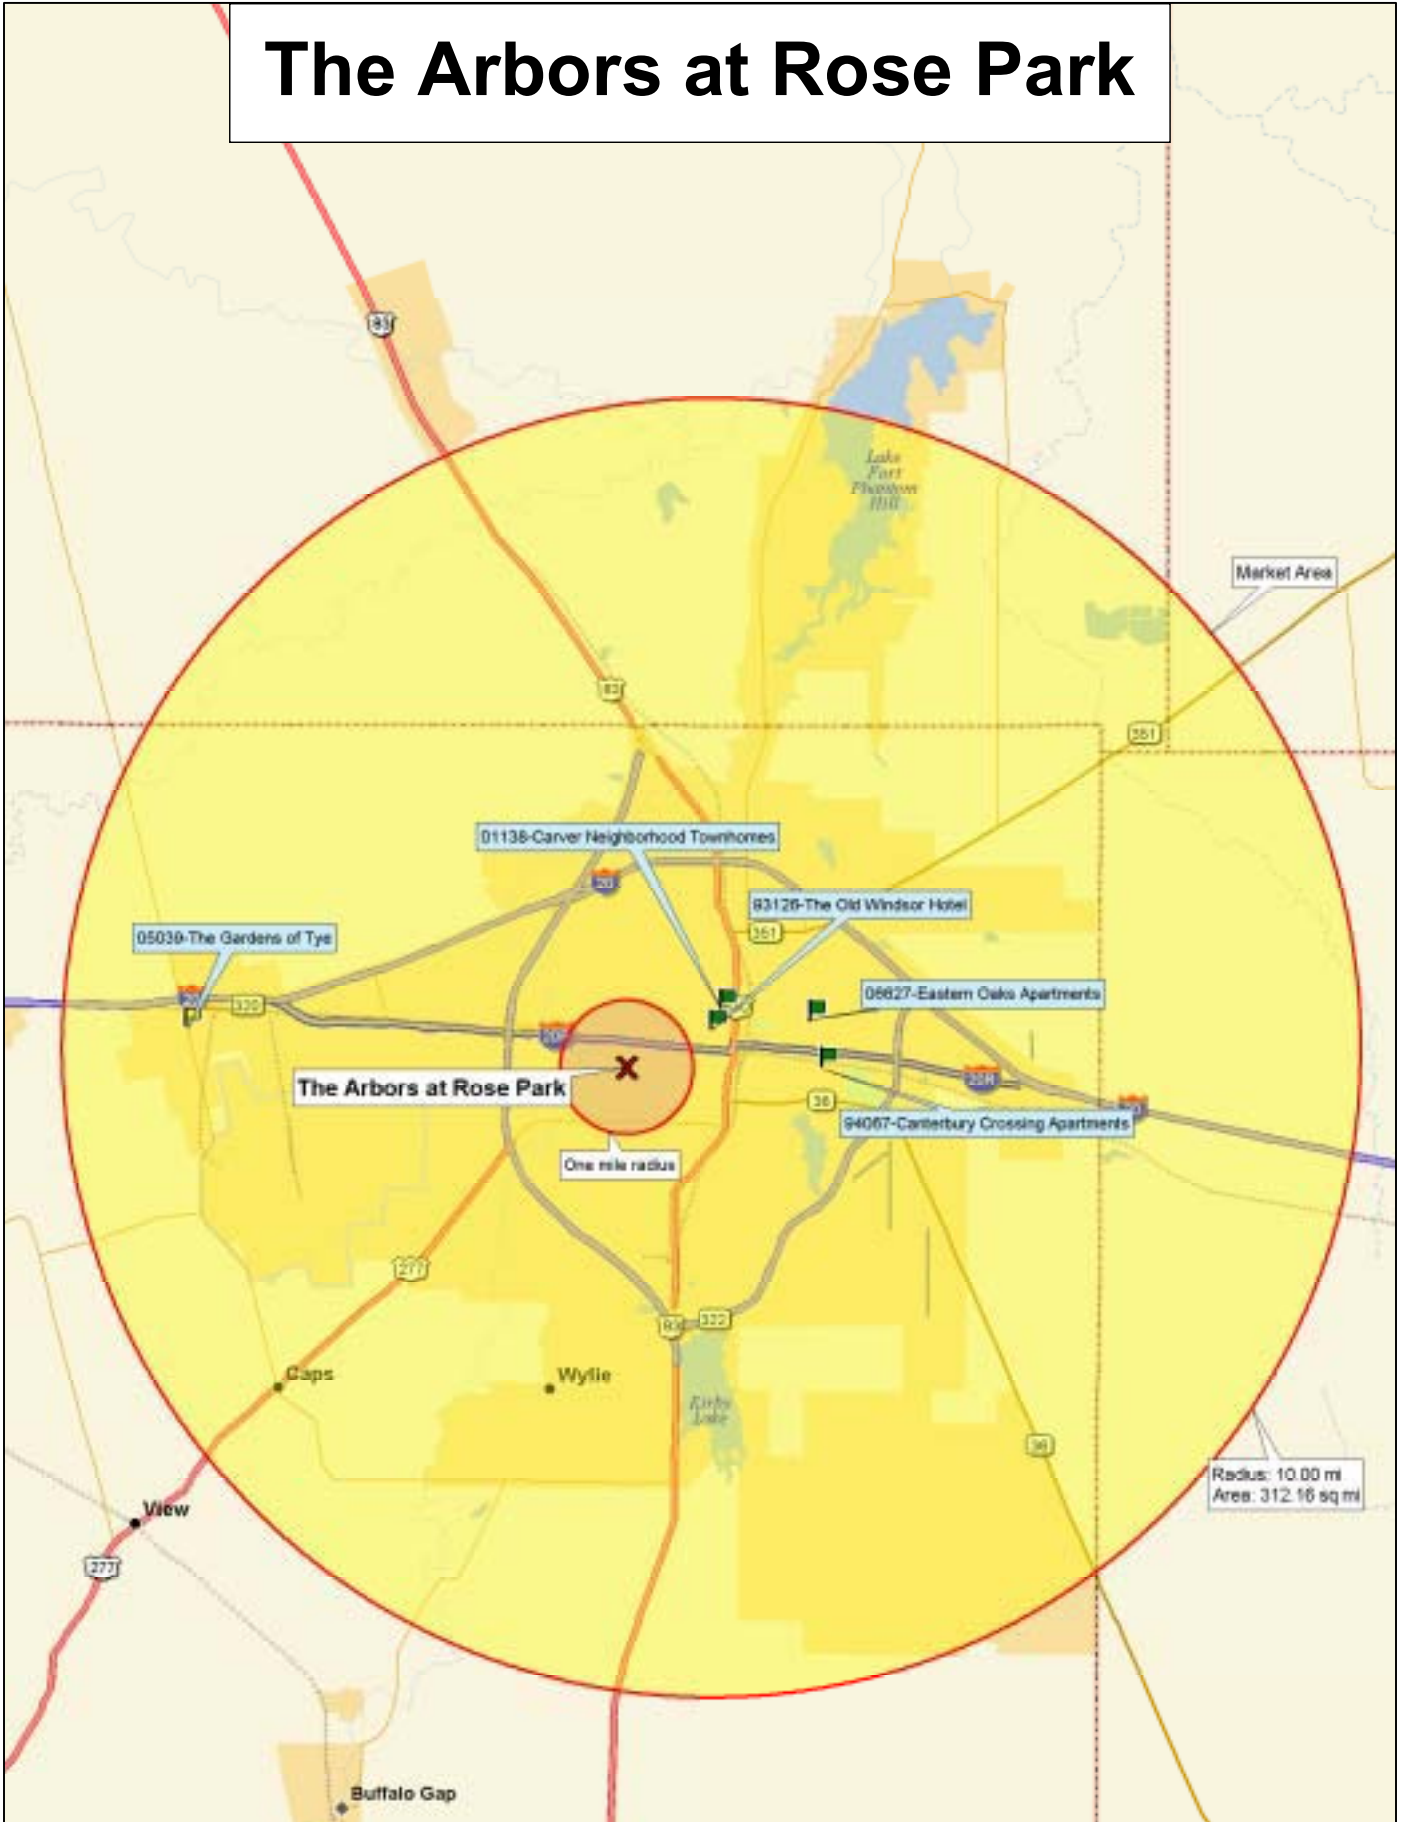 The Arbors at Rose Park
83
Lake
Fort
Phantom
Hill
Market Area
83
351
01138-Carver Neighborhood Townhomes
20
93126-The Old Windsor Hotel
351
05039-The Gardens of Tye
20
320
06627-Eastern Oaks Apartments
20R
The Arbors at Rose Park
20R
36
94067-Canterbury Crossing Apartments
One mile radius
277
83
322
Caps
Wylie
Kirby
Lake
36
Radius: 10.00 mi
Area: 312.16 sq mi
View
277
Buffalo Gap